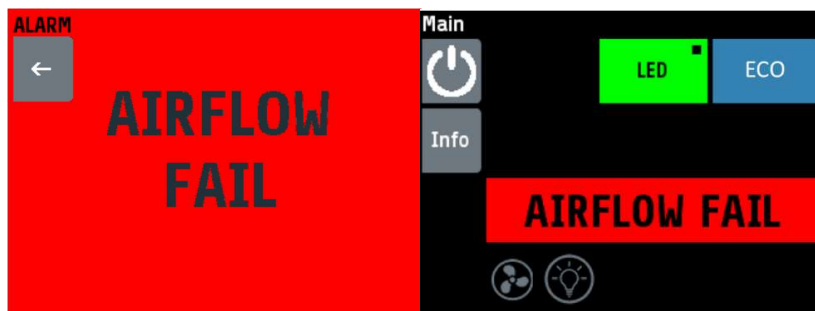 ALARM
AIRFLOW
FAIL
Main
LED
ECO
Info
AIRFLOW FAIL